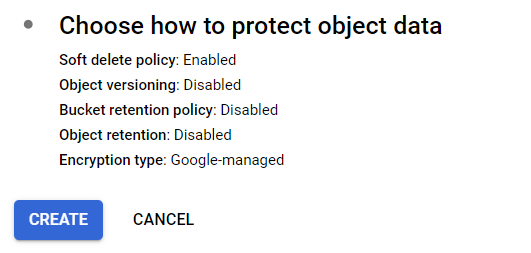 Choose how to protect object data
Soft delete policy: Enabled
Object versioning: Disabled
Bucket retention policy: Disabled
Object retention: Disabled
Encryption type: Google-managed
CREATE CANCEL